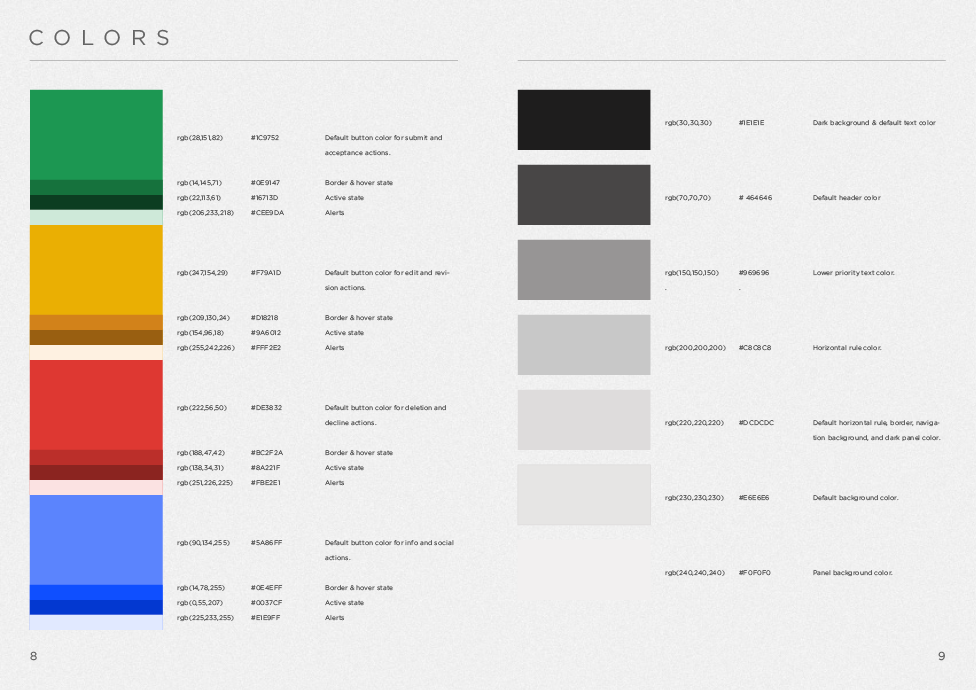 COLORS
rgb(28,151,82) #1C9752 Default button color for submit and
acceptance actions.
rgb(14,145,71) #0E9147 Border & hover state
rgb(22,113,61) #16713D Active state
rgb(206,233,218) #CEE9DA Alerts
rgb(247,154,29) #F79A1D Default button color for edit and revi-
sion actions.
rgb(209,130,24) #D18218 Border & hover state
rgb(154,96,18) #9A6012 Active state
rgb(255,242,226) #FFF2E2 Alerts
rgb(222,56,50) #DE3832 Default button color for deletion and
decline actions.
rgb(188,47,42) #BC2F2A Border & hover state
rgb(138,34,31) #8A221F Active state
rgb(251,226,225) #FBE2E1 Alerts
rgb(90,134,255) #5A86FF Default button color for info and social
actions.
rgb(14,78,255) #0E4EFF Border & hover state
rgb(0,55,207) #0037CF Active state
rgb(225,233,255) #E1E9FF Alerts
8
rgb(30,30,30) #1E1E1E Dark background & default text color
rgb(70,70,70) # 464646 Default header color
rgb(150,150,150) #969696 Lower priority text color.
. .
rgb(200,200,200) #C8C8C8 Horizontal rule color.
rgb(220,220,220) #DCDCDC Default horizontal rule, border, naviga-
tion background, and dark panel color.
rgb(230,230,230) #E6E6E6 Default background color.
rgb(240,240,240) #F0F0F0 Panel background color.
9